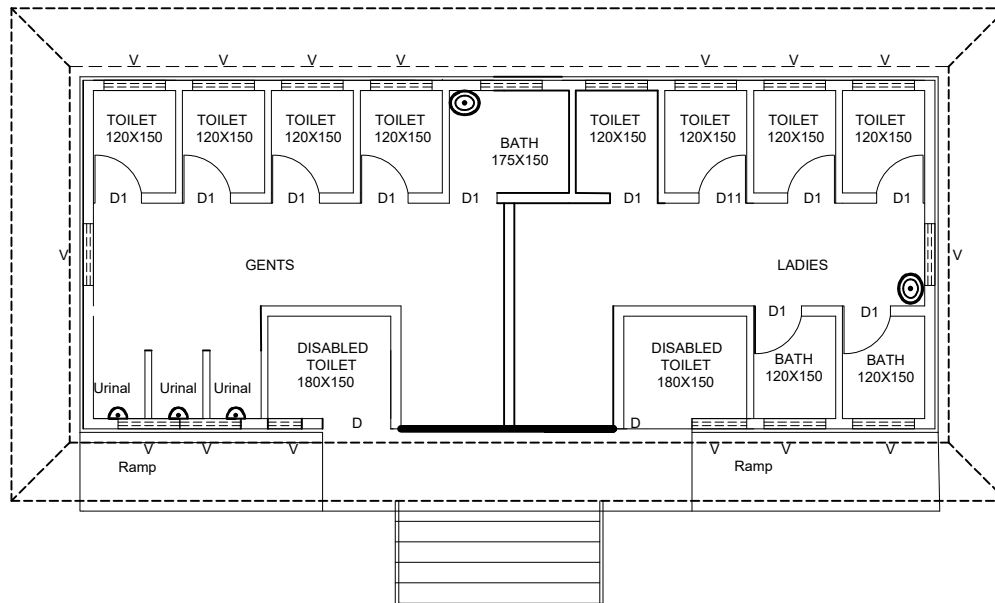 V V V V V V V
TOILET TOILET TOILET TOILET TOILET TOILET TOILET TOILET
120X150 120X150 120X150 120X150 120X150 120X150 120X150 120X150
BATH
175X150
D1 D1 D1 D1 D1 D1 D11 D1 D1
V V
GENTS LADIES
D1 D1
DISABLED DISABLED
TOILET TOILET BATH BATH
180X150 180X150 120X150 120X150
Urinal Urinal Urinal
D D
V V V V V V
Ramp Ramp